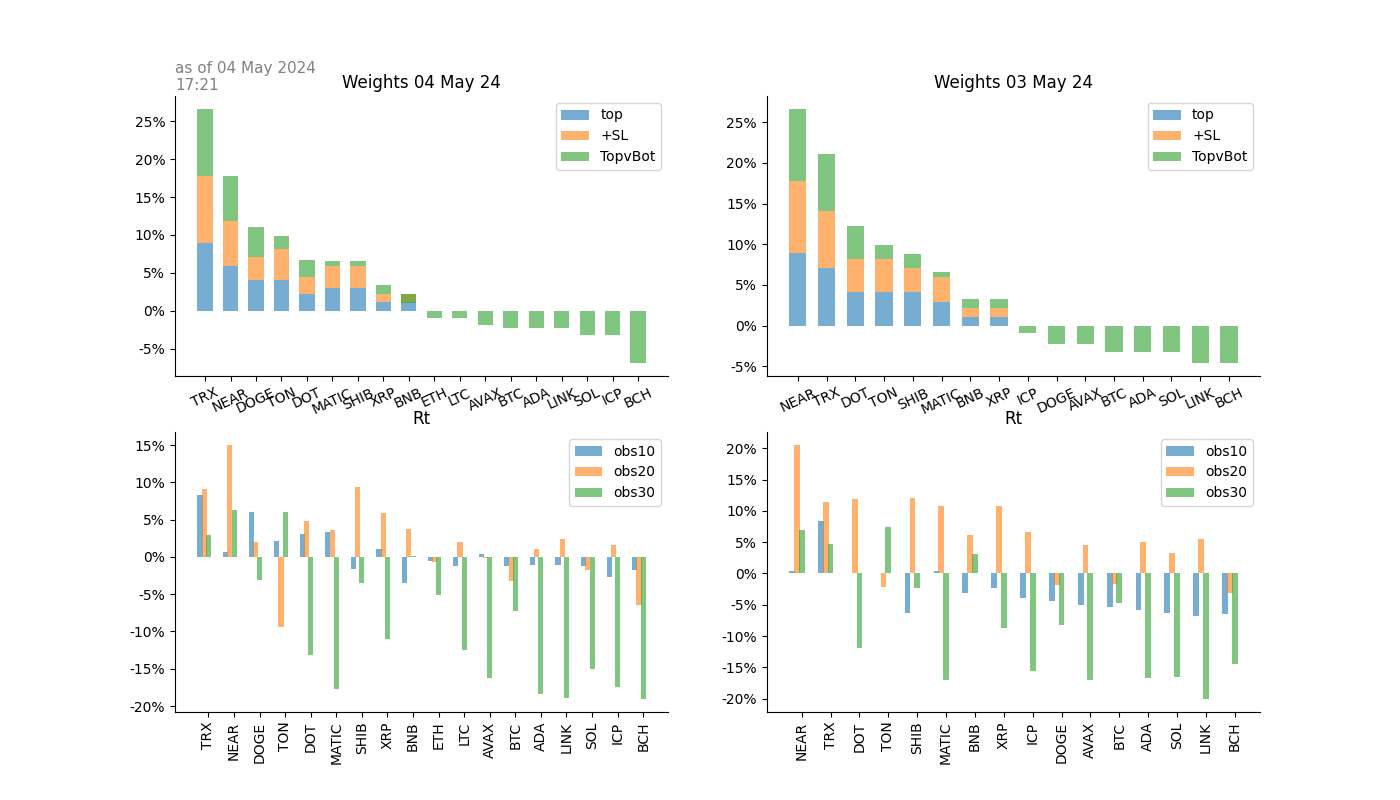 as of 04 May 2024
17:21
Weights 04 May 24
25%
20%
15%
10%
5%
0%
-5%
top
+SL
TopvBot
TRX NEAR DOGE TON DOT MATIC SHIB XRP BNB ETH LTC AVAX BTC ADA LINK SOL ICP BCH
Weights 03 May 24
25%
20%
15%
10%
5%
0%
-5%
top
+SL
TopvBot
NEAR TRX DOT TON SHIB MATIC BNB XRP ICP DOGE AVAX BTC ADA SOL LINK BCH
Rt
15%
10%
5%
0%
-5%
-10%
-15%
-20%
obs10
obs20
obs30
TRX NEAR DOGE TON DOT MATIC SHIB XRP BNB ETH LTC AVAX BTC ADA LINK SOL ICP BCH
Rt
20%
15%
10%
5%
0%
-5%
-10%
-15%
-20%
obs10
obs20
obs30
NEAR TRX DOT TON SHIB MATIC BNB XRP ICP DOGE AVAX BTC ADA SOL LINK BCH